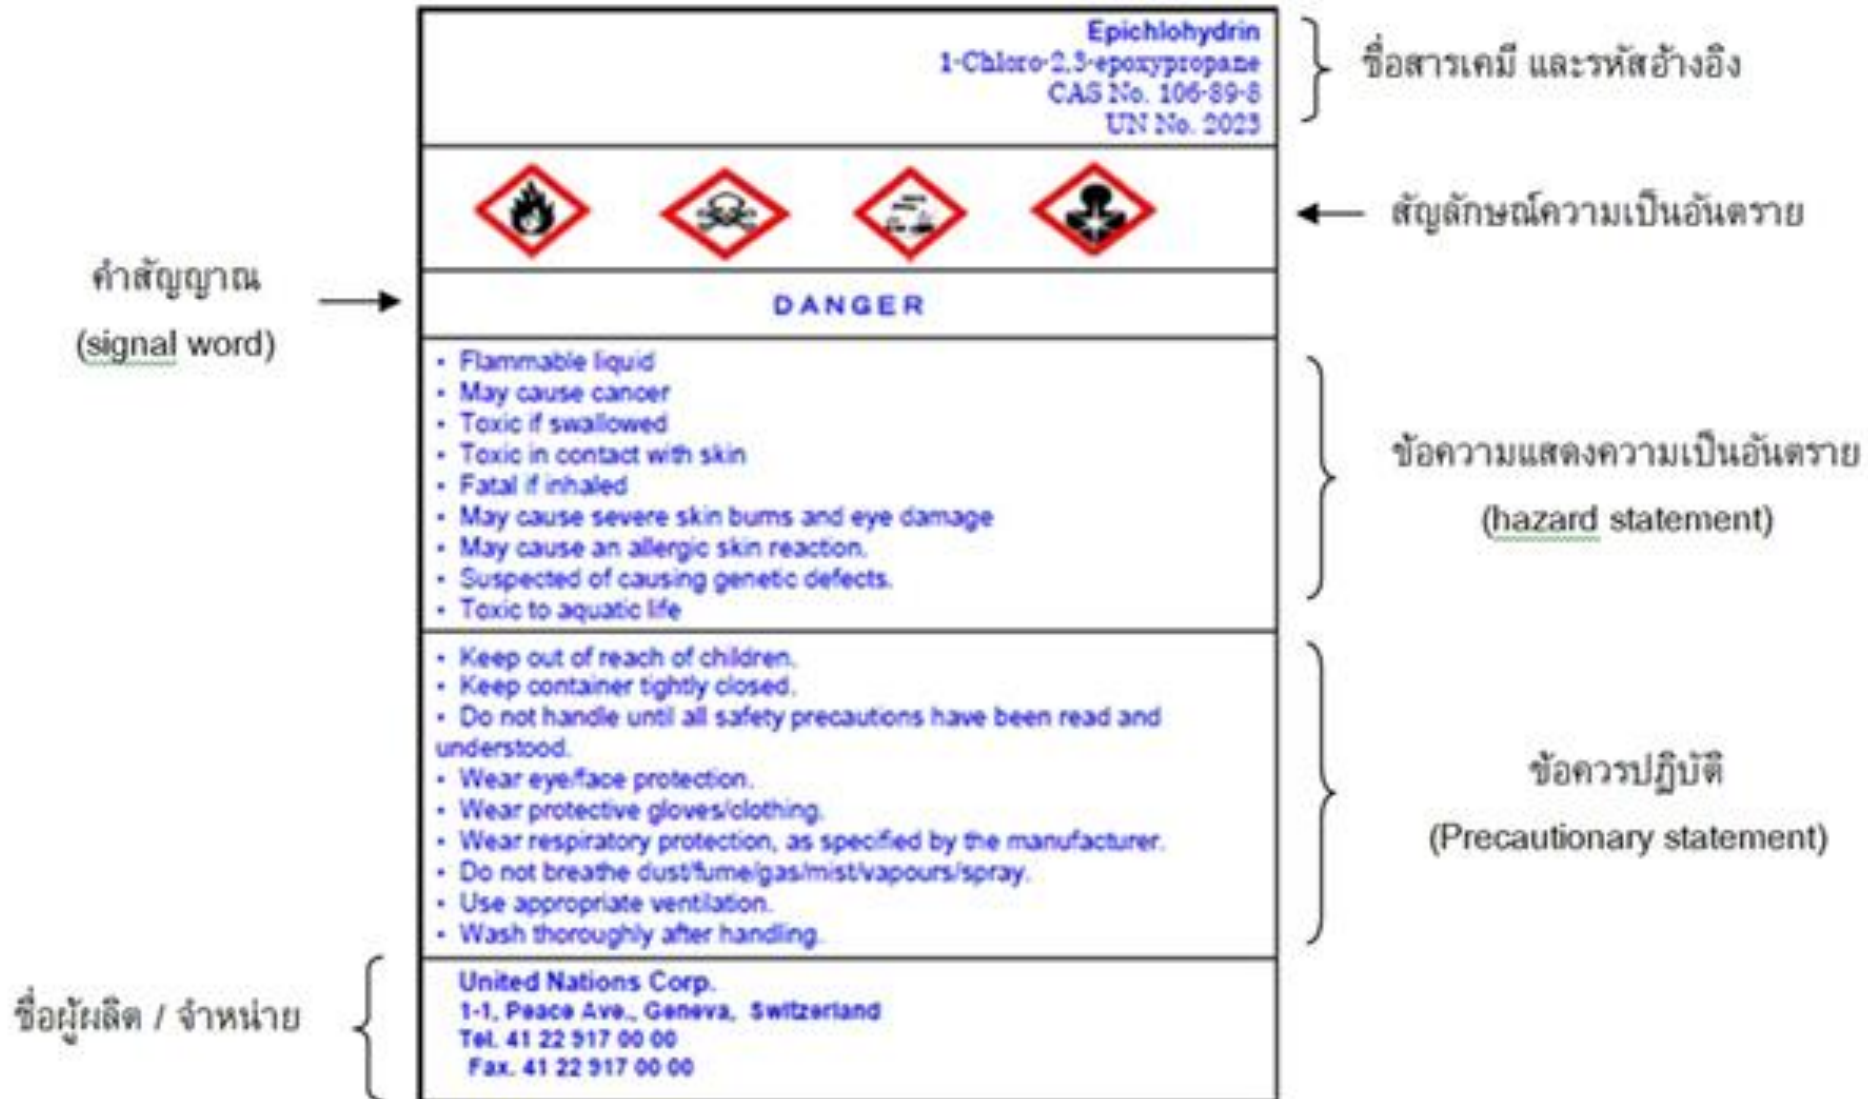 Epichlohydrin
1-Chloro-2,3-epoxypropane
CAS No. 106-89-8
UN No. 2023
ชื่อสารเคมี และรหัสอ้างอิง
สัญลักษณ์ความเป็นอันตราย
คำสัญญาณ
(signal word)
DANGER
• Flammable liquid
• May cause cancer
• Toxic if swallowed
• Toxic in contact with skin
• Fatal if inhaled
• May cause severe skin burns and eye damage
• May cause an allergic skin reaction.
• Suspected of causing genetic defects.
• Toxic to aquatic life
ข้อความแสดงความเป็นอันตราย
(hazard statement)
• Keep out of reach of children.
• Keep container tightly closed.
• Do not handle until all safety precautions have been read and
understood.
• Wear eye/face protection.
• Wear protective gloves/clothing.
• Wear respiratory protection, as specified by the manufacturer.
• Do not breathe dust/fume/gas/mist/vapours/spray.
• Use appropriate ventilation.
• Wash thoroughly after handling.
ข้อควรปฏิบัติ
(Precautionary statement)
ชื่อผู้ผลิต / จำหน่าย
United Nations Corp.
1-1, Peace Ave., Geneva, Switzerland
Tel. 41 22 917 00 00
Fax. 41 22 917 00 00